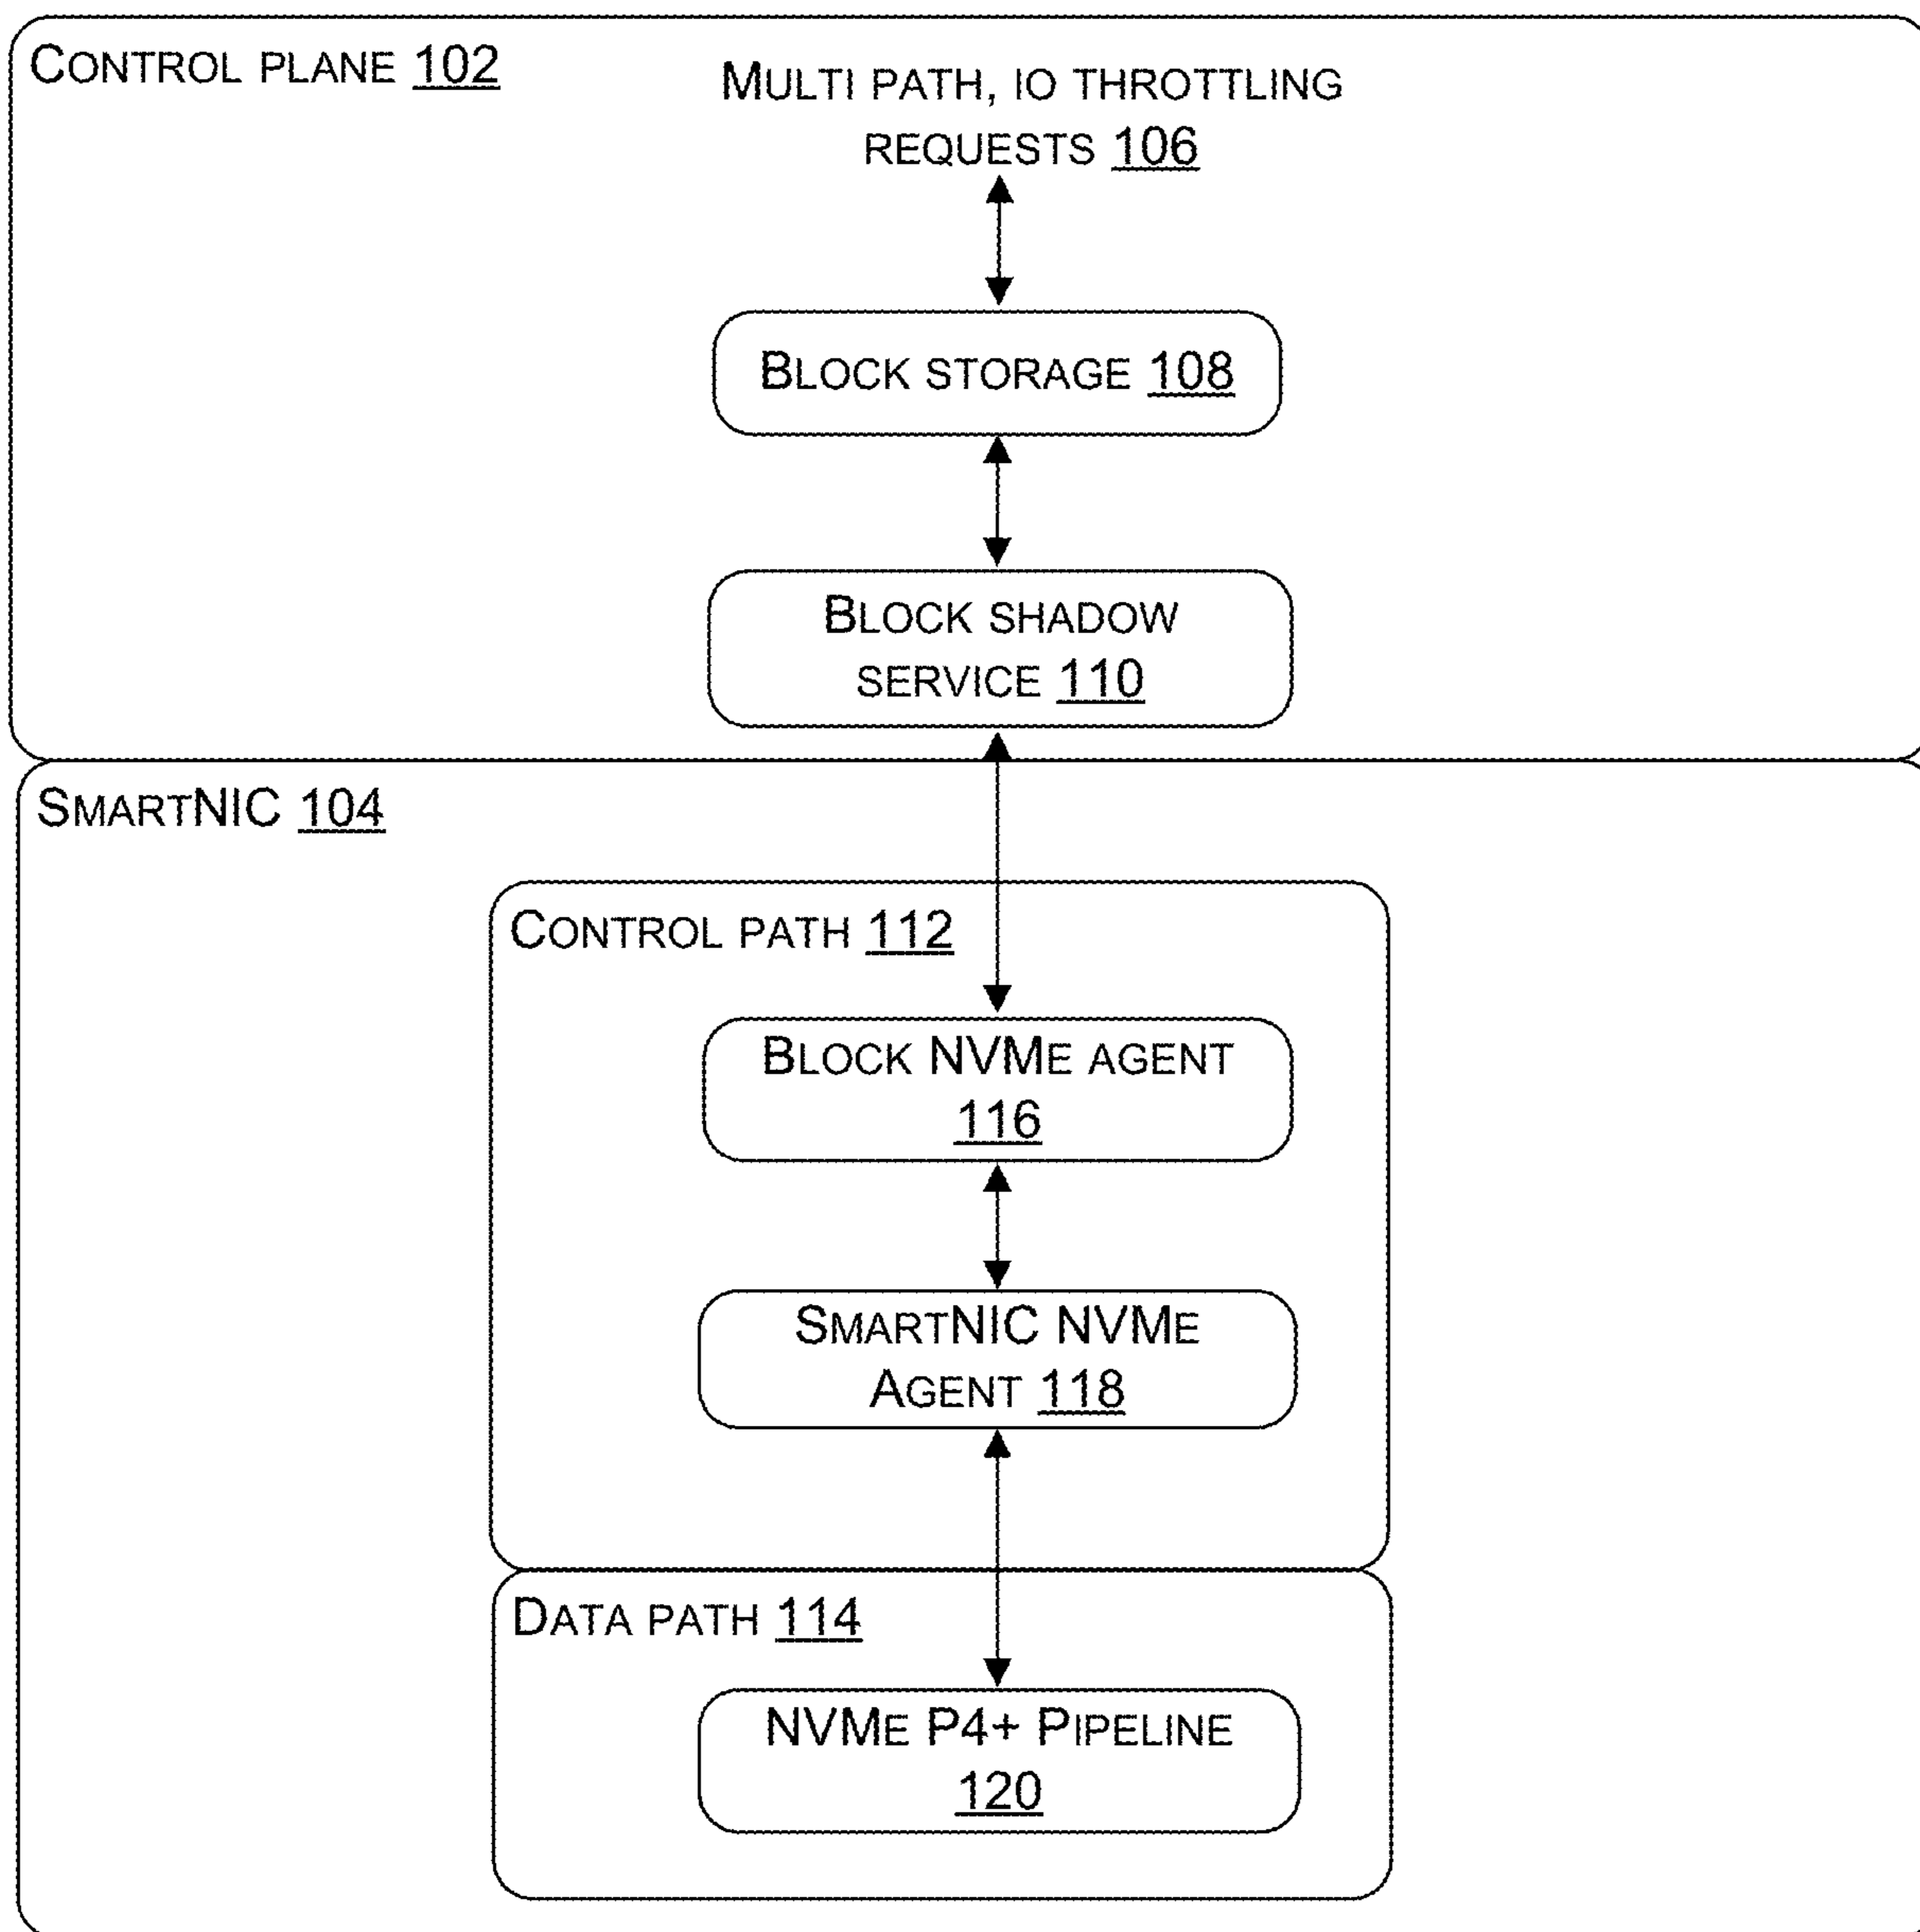 CONTROL PLANE 102
MULTI PATH, IO THROTTLING
REQUESTS 106
BLOCK STORAGE 108
BLOCK SHADOW
SERVICE 110
SMARTNIC 104
CONTROL PATH 112
BLOCK NVME AGENT
116
SMARTNIC NVME
AGENT 118
DATA PATH 114
NVME P4+ PIPELINE
120